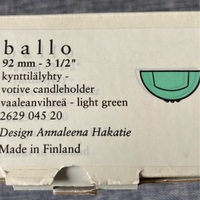 ballo
92 mm - 3 1/2"
kynttilälyhty -
votive candleholder
vaaleanvihreä - light green
2629 045 20
Design Annaleena Hakatie
Made in Finland